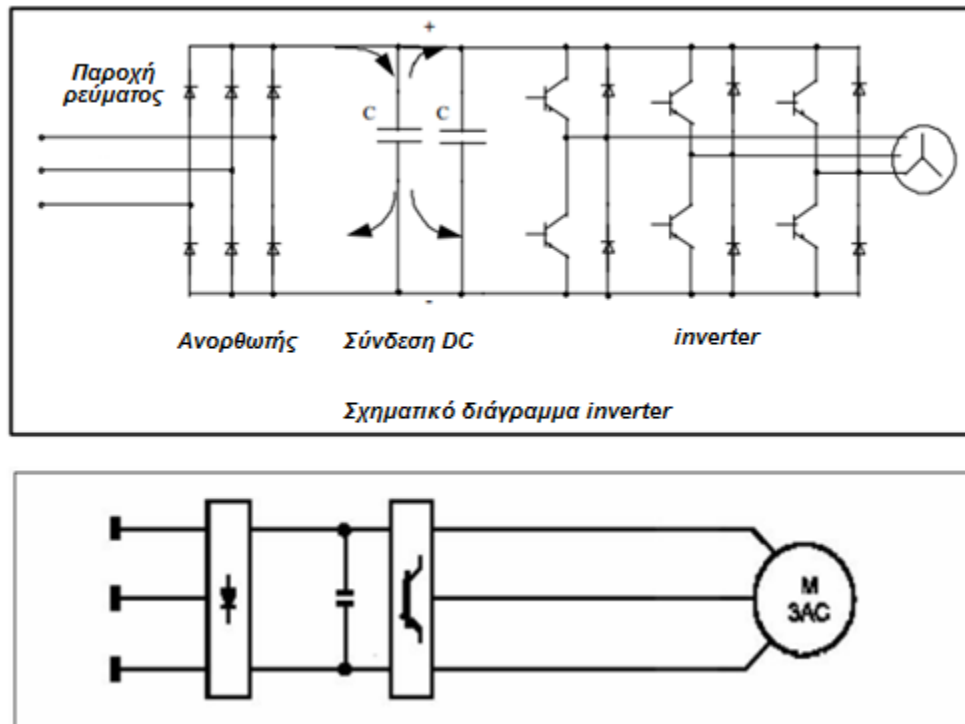 +
Παροχή
ρεύματος
C
C
-
Ανορθωτής
Σύνδεση DC
inverter
Σχηματικό διάγραμμα inverter
M
3AC